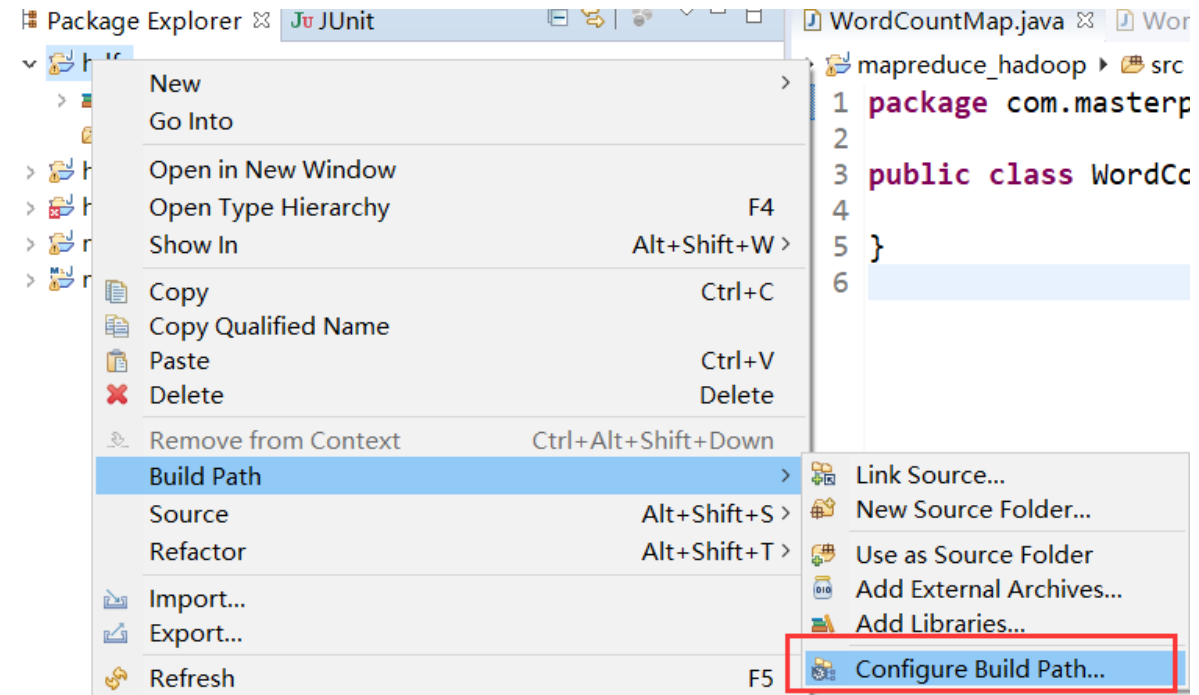 Package Explorer
JUnit
WordCountMap.java
mapreduce_hadoop
src
1 package com.masterp
2
3 public class WordCo
4
5 }
6
New
Go Into
Open in New Window
Open Type Hierarchy F4
Show In Alt+Shift+W
Copy Ctrl+C
Copy Qualified Name
Paste Ctrl+V
Delete Delete
Remove from Context Ctrl+Alt+Shift+Down
Build Path
Source Alt+Shift+S
Refactor Alt+Shift+T
Import...
Export...
Refresh F5
Link Source...
New Source Folder...
Use as Source Folder
Add External Archives...
Add Libraries...
Configure Build Path...